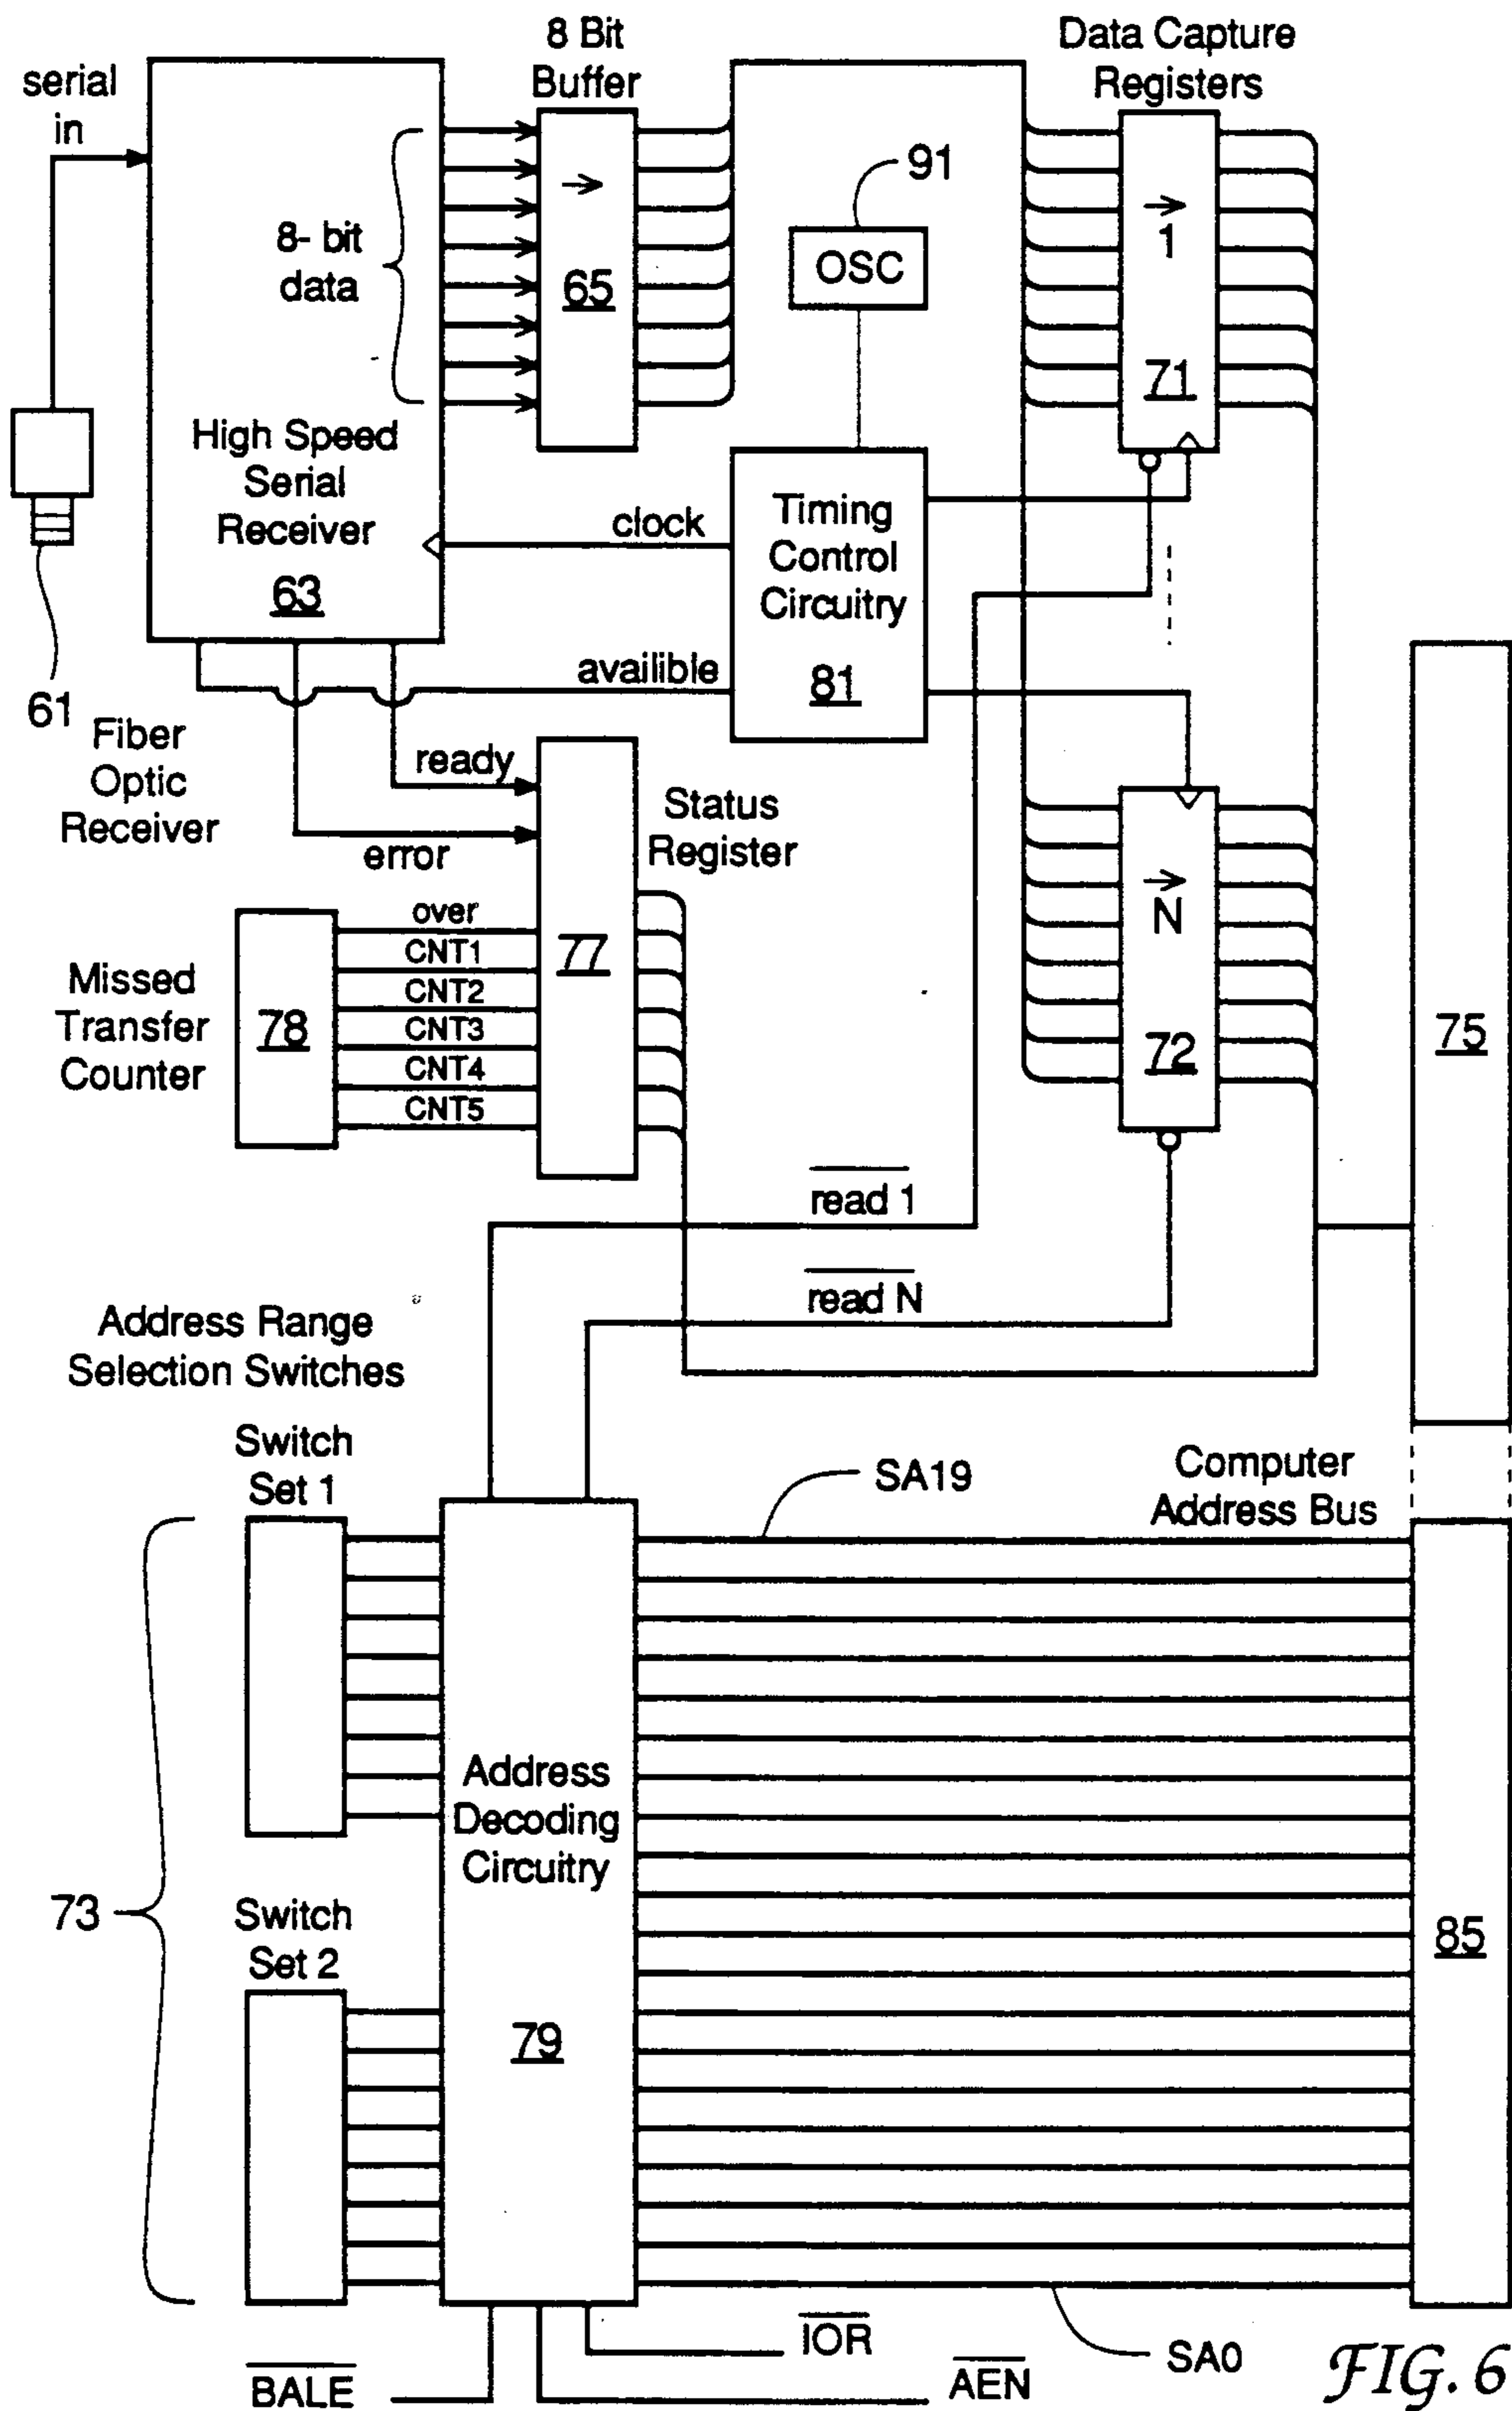 serial
in
8 Bit
Buffer
Data Capture
Registers
8- bit
data
65
91
OSC
1
71
High Speed
Serial
Receiver
63
clock
Timing
Control
Circuitry
81
availible
61
Fiber
Optic
Receiver
ready
error
Status
Register
77
Missed
Transfer
Counter
78
over
CNT1
CNT2
CNT3
CNT4
CNT5
N
72
75
read 1
read N
Address Range
Selection Switches
Switch
Set 1
SA19
Computer
Address Bus
Address
Decoding
Circuitry
79
73
Switch
Set 2
85
IOR
BALE
AEN
SA0
FIG. 6